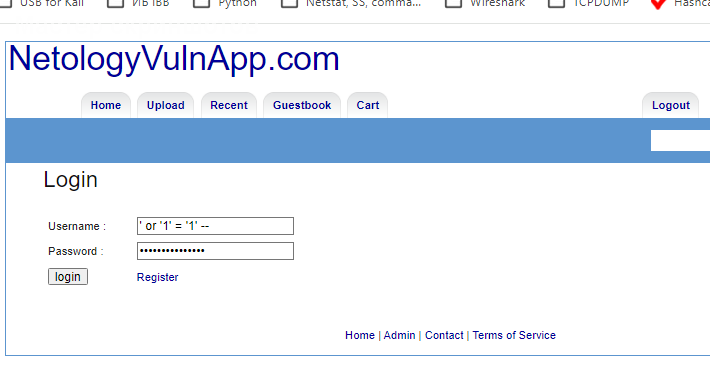 USB for Kali ИБ IBB Python Netstat, SS, comma... Wireshark TCPDUMP Hashca
NetologyVulnApp.com
Home Upload Recent Guestbook Cart Logout
Login
Username : ' or '1' = '1' --
Password : •••••••••••••••
login Register
Home | Admin | Contact | Terms of Service